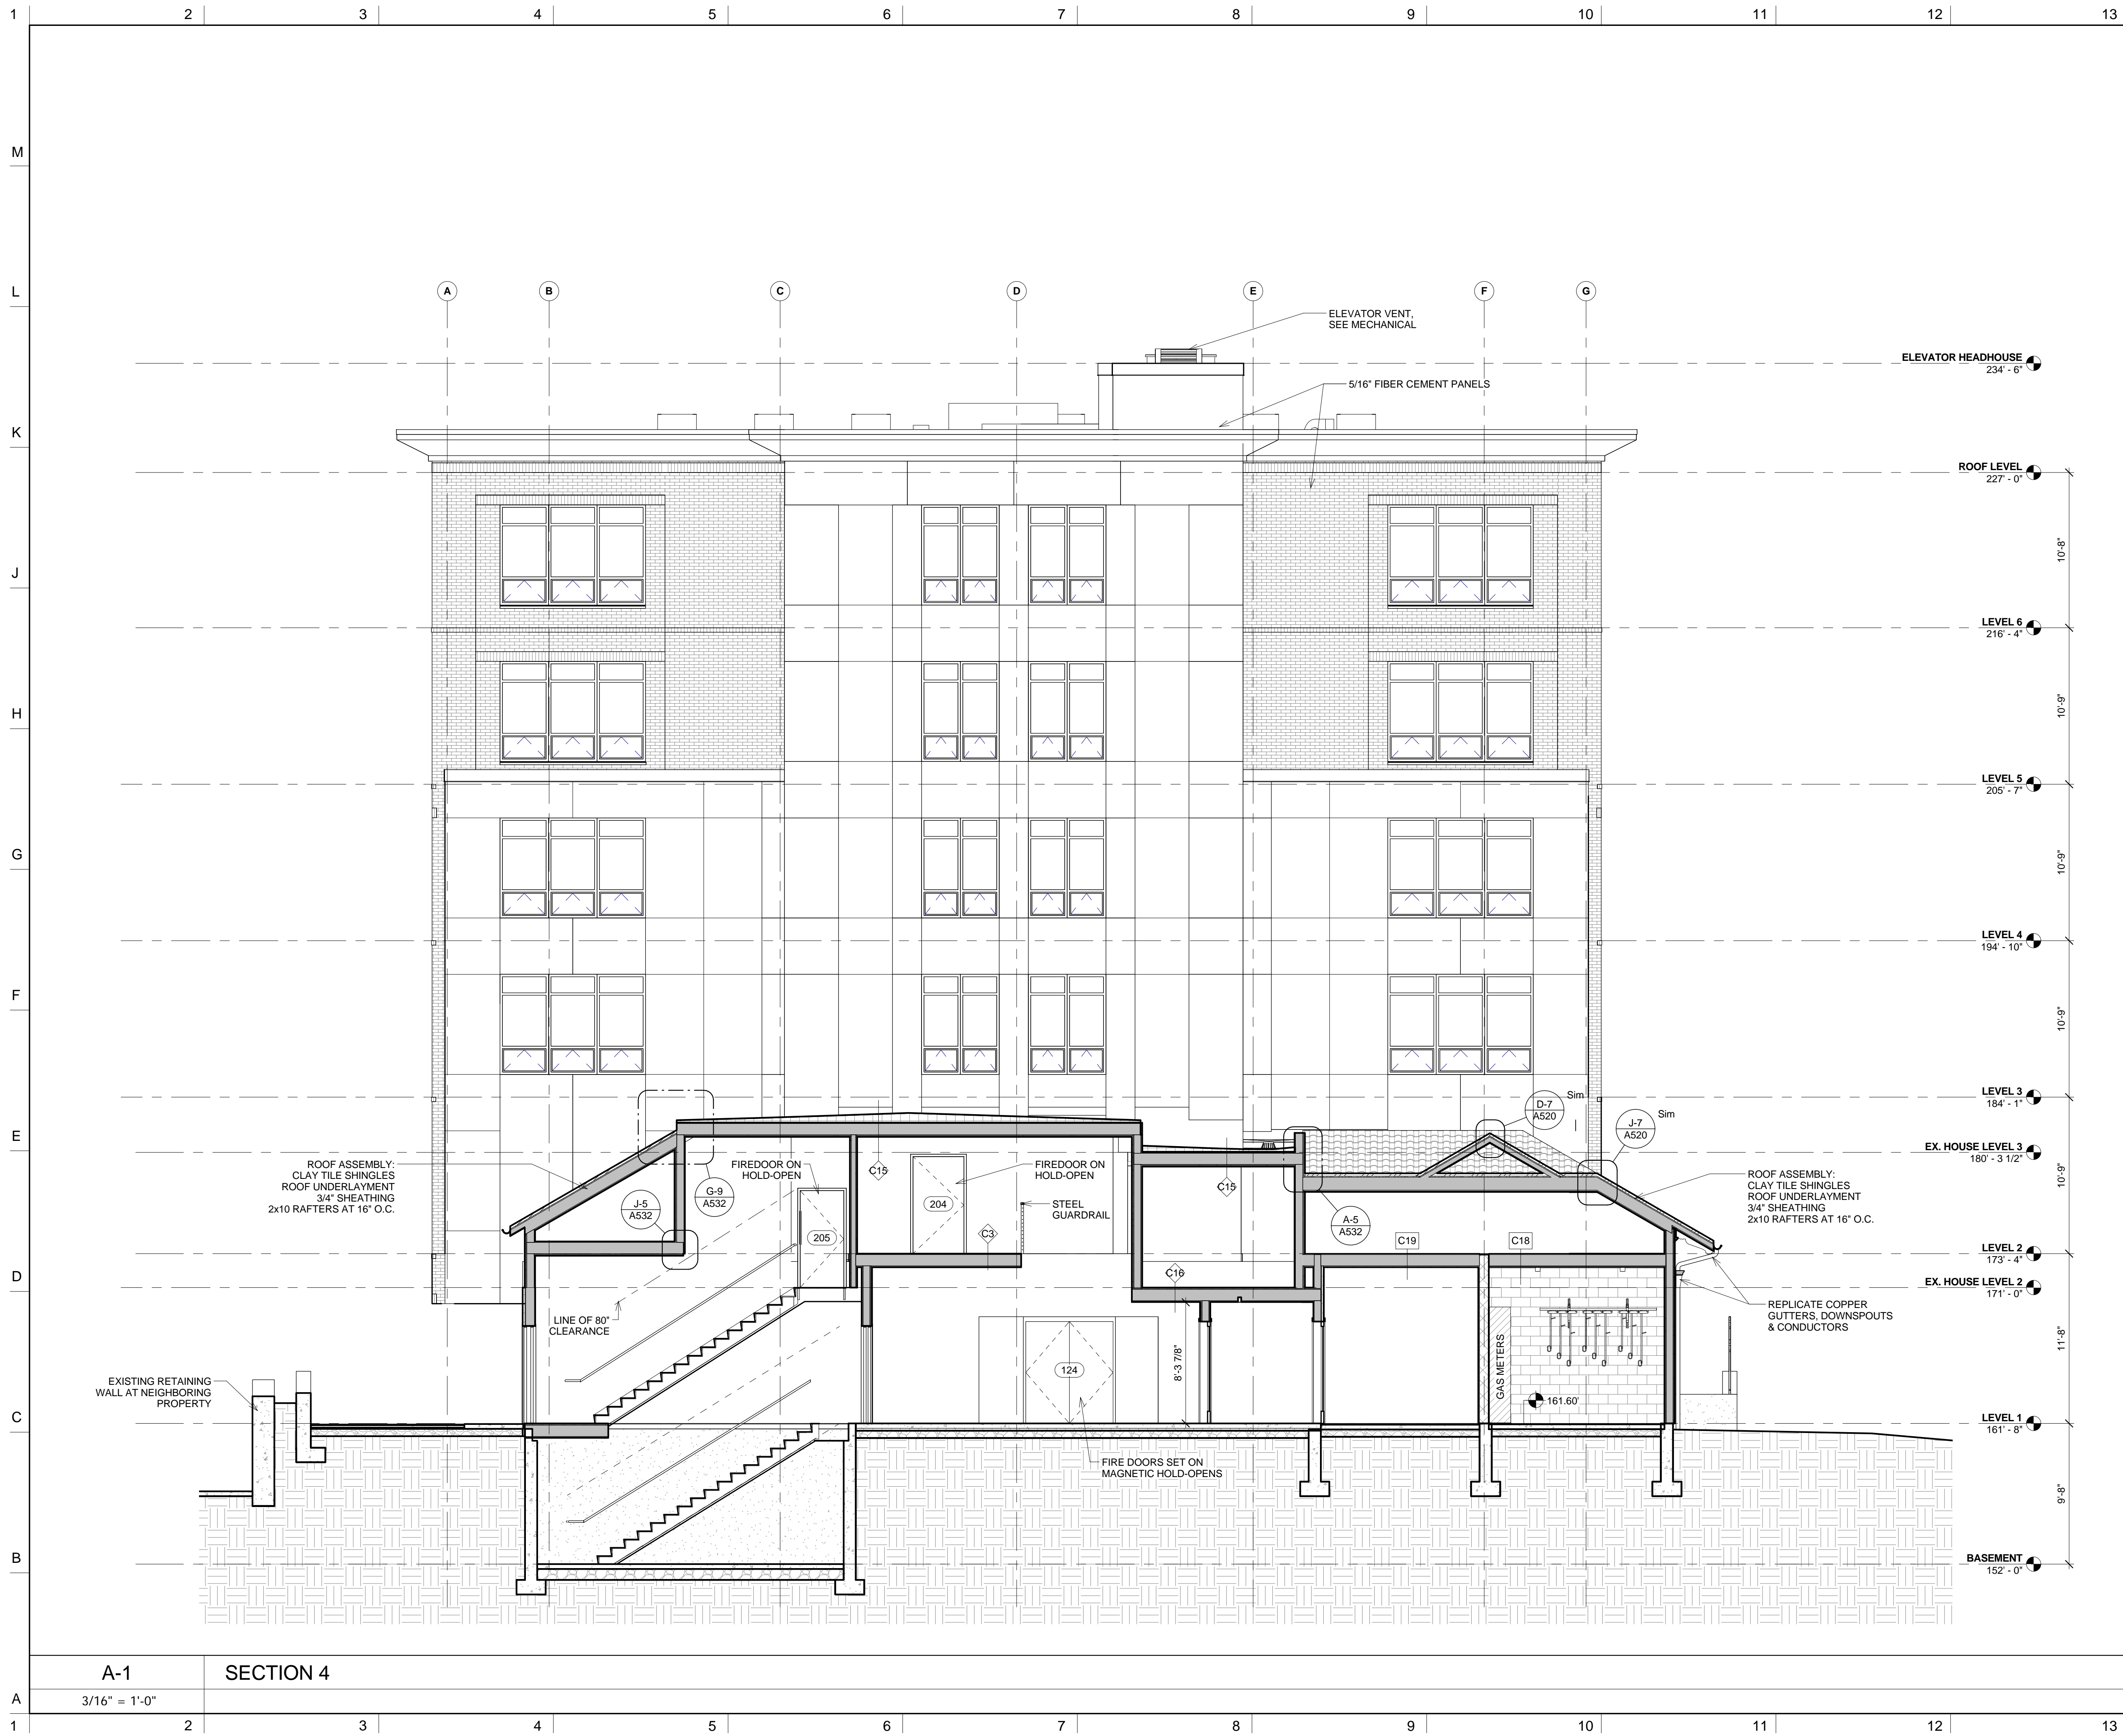 1 2 3 4 5 6 7 8 9 10 11 12 13
M
L
A B C D E F G
ELEVATOR VENT,
SEE MECHANICAL
ELEVATOR HEADHOUSE
234' - 6"
5/16" FIBER CEMENT PANELS
K
ROOF LEVEL
227' - 0"
10'-8"
J
LEVEL 6
216' - 4"
10'-9"
H
LEVEL 5
205' - 7"
10'-9"
G
LEVEL 4
194' - 10"
10'-9"
F
LEVEL 3
184' - 1"
D-7
A520
Sim
J-7
A520
Sim
E
EX. HOUSE LEVEL 3
180' - 3 1/2"
10'-9"
ROOF ASSEMBLY:
CLAY TILE SHINGLES
ROOF UNDERLAYMENT
3/4" SHEATHING
2x10 RAFTERS AT 16" O.C.
J-5
A532
G-9
A532
FIREDOOR ON
HOLD-OPEN
205
C15
204
FIREDOOR ON
HOLD-OPEN
STEEL
GUARDRAIL
C3
C15
C16
A-5
A532
C19
C18
ROOF ASSEMBLY:
CLAY TILE SHINGLES
ROOF UNDERLAYMENT
3/4" SHEATHING
2x10 RAFTERS AT 16" O.C.
LEVEL 2
173' - 4"
D
EX. HOUSE LEVEL 2
171' - 0"
LINE OF 80"
CLEARANCE
REPLICATE COPPER
GUTTERS, DOWNSPOUTS
& CONDUCTORS
11'-8"
8'-3 7/8"
124
GAS METERS
161.60'
EXISTING RETAINING
WALL AT NEIGHBORING
PROPERTY
C
LEVEL 1
161' - 8"
FIRE DOORS SET ON
MAGNETIC HOLD-OPENS
9'-8"
B
BASEMENT
152' - 0"
A-1
SECTION 4
A
3/16" = 1'-0"
1 2 3 4 5 6 7 8 9 10 11 12 13